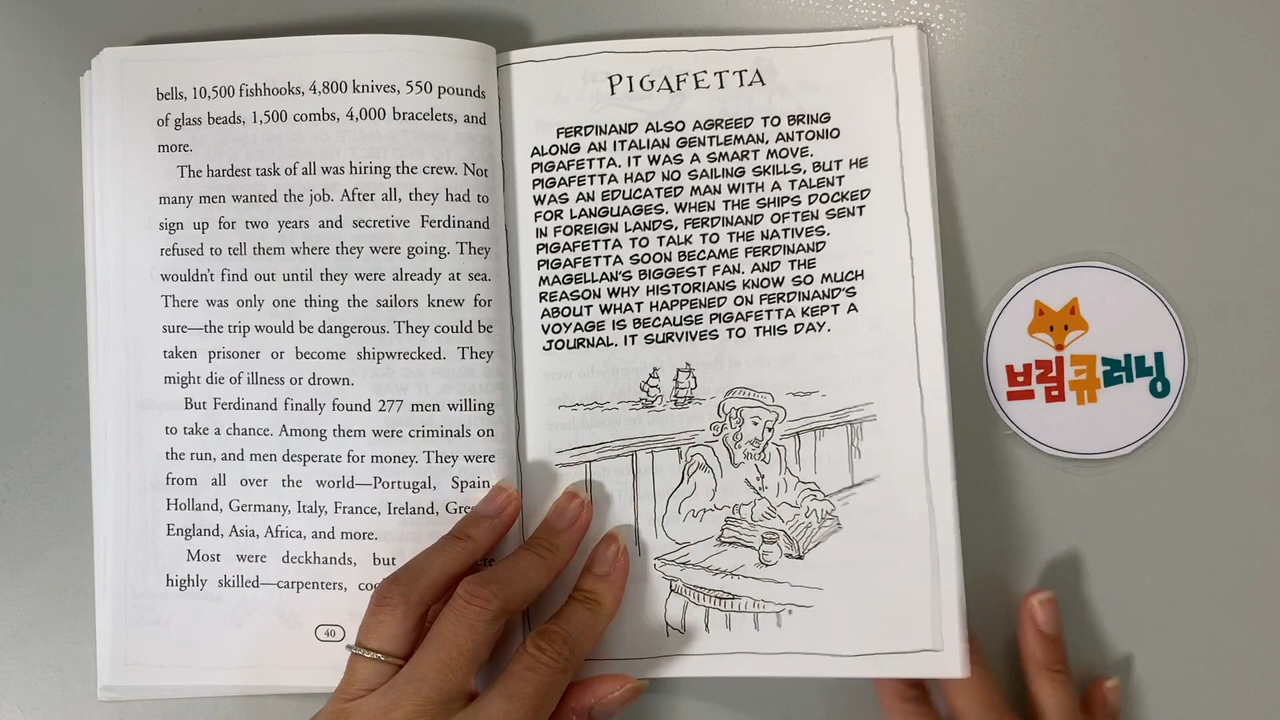 bells, 10,500 fishhooks, 4,800 knives, 550 pounds
of glass beads, 1,500 combs, 4,000 bracelets, and
more.
The hardest task of all was hiring the crew. Not
many men wanted the job. After all, they had to
sign up for two years and secretive Ferdinand
refused to tell them where they were going. They
wouldn't find out until they were already at sea.
There was only one thing the sailors knew for
sure—the trip would be dangerous. They could be
taken prisoner or become shipwrecked. They
might die of illness or drown.
But Ferdinand finally found 277 men willing
to take a chance. Among them were criminals on
the run, and men desperate for money. They were
from all over the world—Portugal, Spain,
Holland, Germany, Italy, France, Ireland,
England, Asia, Africa, and more.
Most were deckhands, but
highly skilled—carpenters,
40
PIGAFETTA
FERDINAND ALSO AGREED TO BRING
ALONG AN ITALIAN GENTLEMAN, ANTONIO
PIGAFETTA. IT WAS A SMART MOVE.
PIGAFETTA HAD NO SAILING SKILLS, BUT HE
WAS AN EDUCATED MAN WITH A TALENT
FOR LANGUAGES. WHEN THE SHIPS DOCKED
IN FOREIGN LANDS, FERDINAND OFTEN SENT
PIGAFETTA TO TALK TO THE NATIVES.
PIGAFETTA SOON BECAME FERDINAND
MAGELLAN'S BIGGEST FAN. AND THE
REASON WHY HISTORIANS KNOW SO MUCH
ABOUT WHAT HAPPENED ON FERDINAND'S
VOYAGE IS BECAUSE PIGAFETTA KEPT A
JOURNAL. IT SURVIVES TO THIS DAY.
브림큐러닝